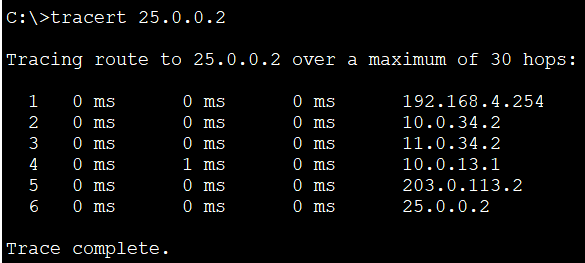 C:\>tracert 25.0.0.2
Tracing route to 25.0.0.2 over a maximum of 30 hops:
1 0 ms 0 ms 0 ms 192.168.4.254
2 0 ms 0 ms 0 ms 10.0.34.2
3 0 ms 0 ms 0 ms 11.0.34.2
4 0 ms 1 ms 0 ms 10.0.13.1
5 0 ms 0 ms 0 ms 203.0.113.2
6 0 ms 0 ms 0 ms 25.0.0.2
Trace complete.